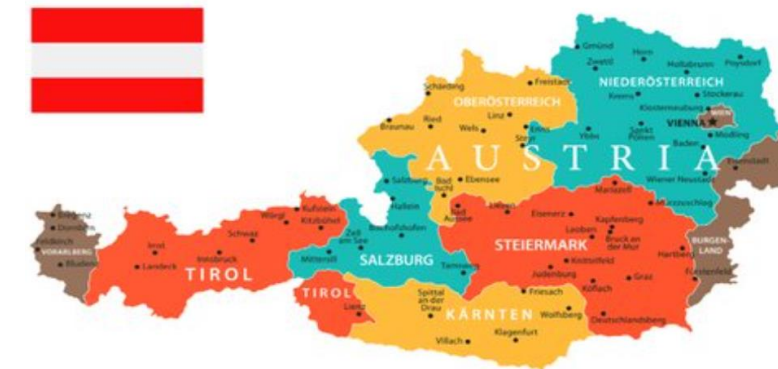 Gmünd
Horn
Zwettl
Hollabrunn
Poysdorf
NIEDERÖSTERREICH
Stockerau
Krems
Klosterneuburg
WIEN
VIENNA
Mödling
Ybbs
Sankt
Pölten
Baden
Eisenstadt
Wiener Neustadt
Schärding
Freistadt
OBERÖSTERREICH
Linz
Braunau
Ried
Wels
Enns
Steyr
AUSTRIA
Bad
Ischl
Ebensee
Salzburg
Hallein
Bischofshofen
Zell
am See
Mittersill
SALZBURG
Tamsweg
Bad
Aussee
Liezen
Eisenerz
Mariazell
Mürzzuschlag
Kapfenberg
Leoben
Bruck an
der Mur
STEIERMARK
Knittelfeld
Judenburg
Hartberg
Graz
Köflach
Fürstenfeld
Deutschlandsberg
BURGEN-
LAND
Kufstein
Wörgl
Kitzbühel
Schwaz
Imst
Innsbruck
Landeck
TIROL
Bregenz
Dornbirn
VORARLBERG
Bludenz
TIROL
Lienz
Spittal
an der
Drau
Friesach
KÄRNTEN
Wolfsberg
Klagenfurt
Villach